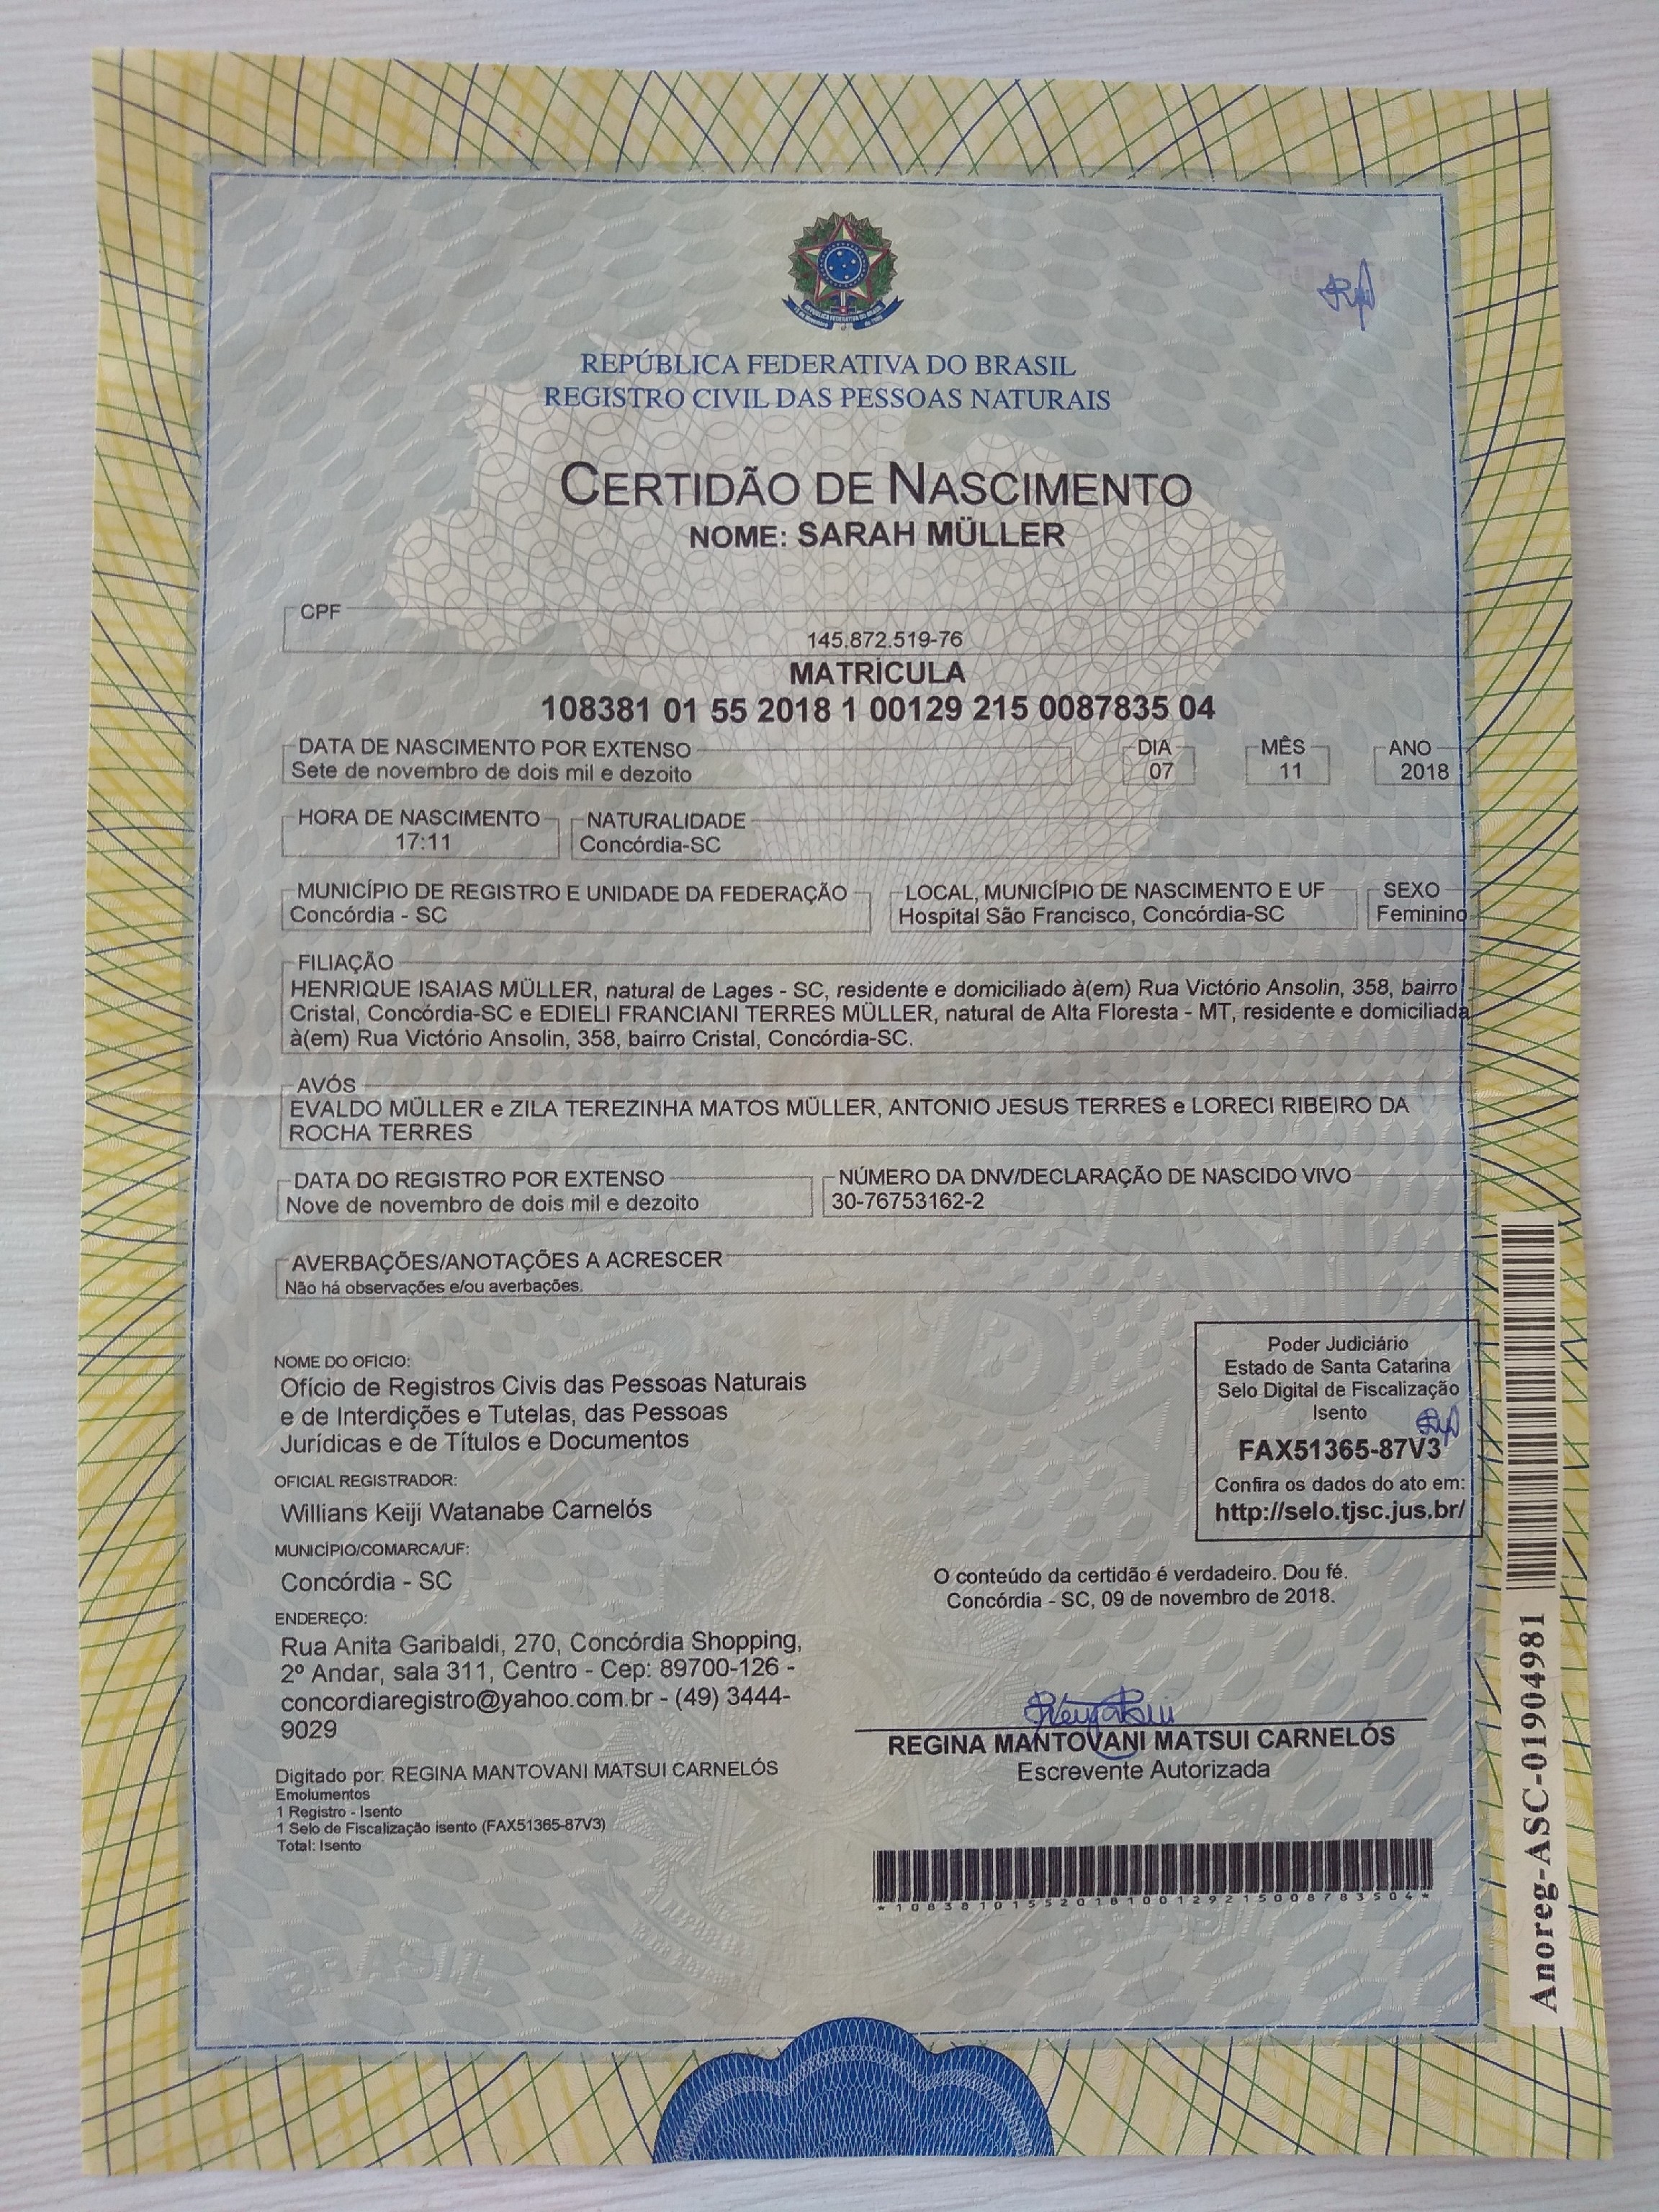 REPÚBLICA FEDERATIVA DO BRASIL
REGISTRO CIVIL DAS PESSOAS NATURAIS
CERTIDÃO DE NASCIMENTO
NOME: SARAH MÜLLER
CPF
145.872.519-76
MATRÍCULA
108381 01 55 2018 1 00129 215 0087835 04
DATA DE NASCIMENTO POR EXTENSO DIA MÊS ANO
Sete de novembro de dois mil e dezoito 07 11 2018
HORA DE NASCIMENTO NATURALIDADE
17:11 Concórdia-SC
MUNICÍPIO DE REGISTRO E UNIDADE DA FEDERAÇÃO LOCAL, MUNICÍPIO DE NASCIMENTO E UF SEXO
Concórdia - SC Hospital São Francisco, Concórdia-SC Feminino
FILIAÇÃO
HENRIQUE ISAIAS MÜLLER, natural de Lages - SC, residente e domiciliado à(em) Rua Victório Ansolin, 358, bairro
Cristal, Concórdia-SC e EDIELI FRANCIANI TERRES MÜLLER, natural de Alta Floresta - MT, residente e domiciliada
à(em) Rua Victório Ansolin, 358, bairro Cristal, Concórdia-SC.
AVÓS
EVALDO MÜLLER e ZILA TEREZINHA MATOS MÜLLER, ANTONIO JESUS TERRES e LORECI RIBEIRO DA
ROCHA TERRES
DATA DO REGISTRO POR EXTENSO NÚMERO DA DNV/DECLARAÇÃO DE NASCIDO VIVO
Nove de novembro de dois mil e dezoito 30-76753162-2
AVERBAÇÕES/ANOTAÇÕES A ACRESCER
Não há observações e/ou averbações.
NOME DO OFÍCIO:
Ofício de Registros Civis das Pessoas Naturais
e de Interdições e Tutelas, das Pessoas
Jurídicas e de Títulos e Documentos
OFICIAL REGISTRADOR:
Willians Keiji Watanabe Carnelós
MUNICÍPIO/COMARCA/UF:
Concórdia - SC
ENDEREÇO:
Rua Anita Garibaldi, 270, Concórdia Shopping,
2º Andar, sala 311, Centro - Cep: 89700-126 -
concordiaregistro@yahoo.com.br - (49) 3444-
9029
Digitado por: REGINA MANTOVANI MATSUI CARNELÓS
Emolumentos
1 Registro - Isento
1 Selo de Fiscalização isento (FAX51365-87V3)
Total: Isento
Poder Judiciário
Estado de Santa Catarina
Selo Digital de Fiscalização
Isento
FAX51365-87V3
Confira os dados do ato em:
http://selo.tjsc.jus.br/
O conteúdo da certidão é verdadeiro. Dou fé.
Concórdia - SC, 09 de novembro de 2018.
REGINA MANTOVANI MATSUI CARNELÓS
Escrevente Autorizada
*10838101552018100129215008783504*
Anoreg-ASC-01904981
BRASIL